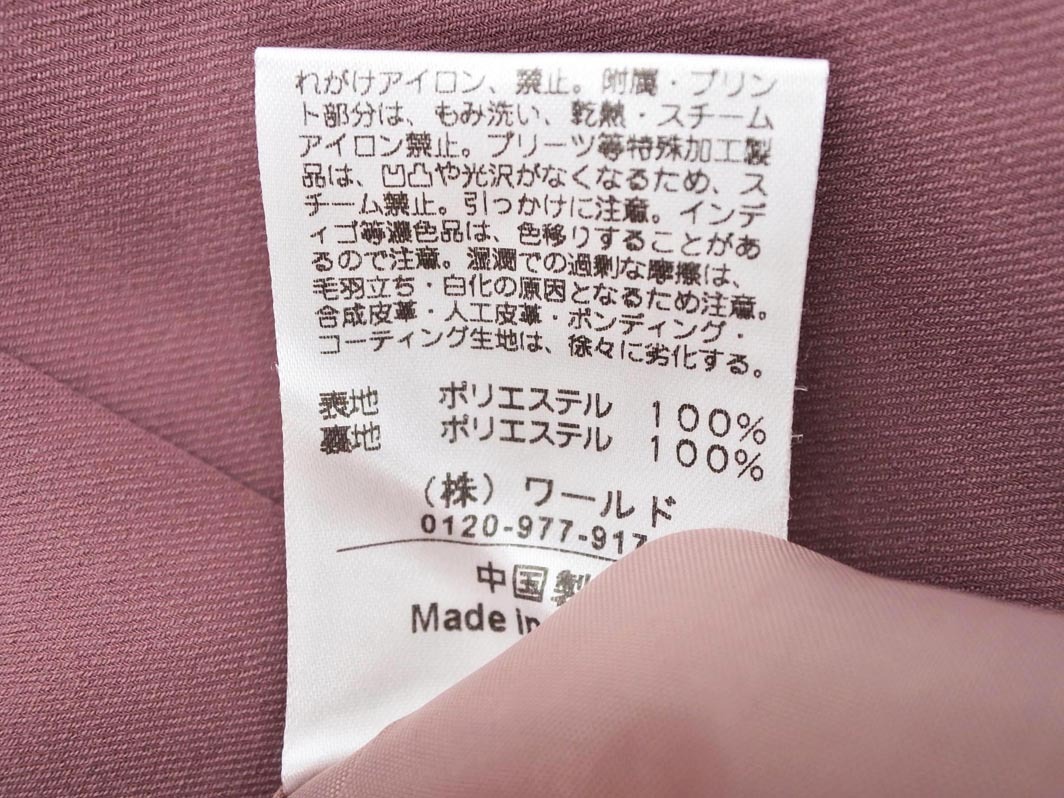 れがけアイロン、禁止。附属・プリン
ト部分は、もみ洗い、乾熱・スチーム
アイロン禁止。プリーツ等特殊加工製
品は、凹凸や光沢がなくなるため、ス
チーム禁止。引っかけに注意。インデ
ィゴ等濃色品は、色移りすることがあ
るので注意。湿潤での過剰な摩擦は、
毛羽立ち・白化の原因となるため注意。
合成皮革・人工皮革・ボンディング・
コーティング生地は、徐々に劣化する。
表地 ポリエステル 100%
裏地 ポリエステル 100%
(株) ワールド
0120-977-917
中国製
Made in